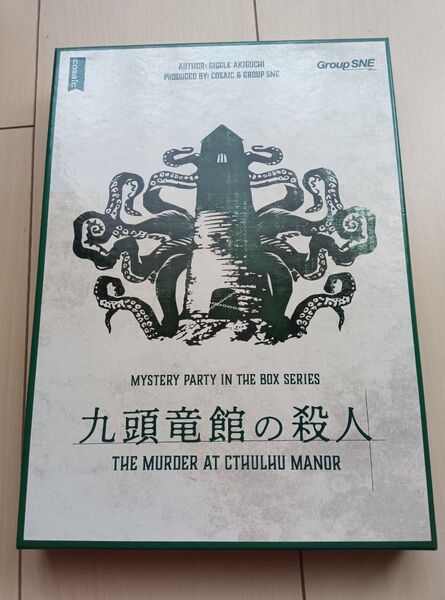 cosaic
AUTHOR: GIGGLE AKIGUCHI
PRODUCED BY: COSAIC & GROUP SNE
Group SNE
MYSTERY PARTY IN THE BOX SERIES
九頭竜館の殺人
THE MURDER AT CTHULHU MANOR